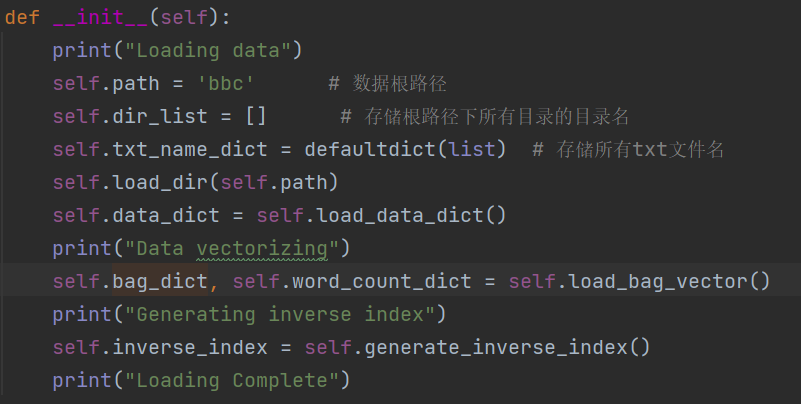 def __init__(self):
    print("Loading data")
    self.path = 'bbc'      # 数据根路径
    self.dir_list = []      # 存储根路径下所有目录的目录名
    self.txt_name_dict = defaultdict(list)  # 存储所有txt文件名
    self.load_dir(self.path)
    self.data_dict = self.load_data_dict()
    print("Data vectorizing")
    self.bag_dict, self.word_count_dict = self.load_bag_vector()
    print("Generating inverse index")
    self.inverse_index = self.generate_inverse_index()
    print("Loading Complete")